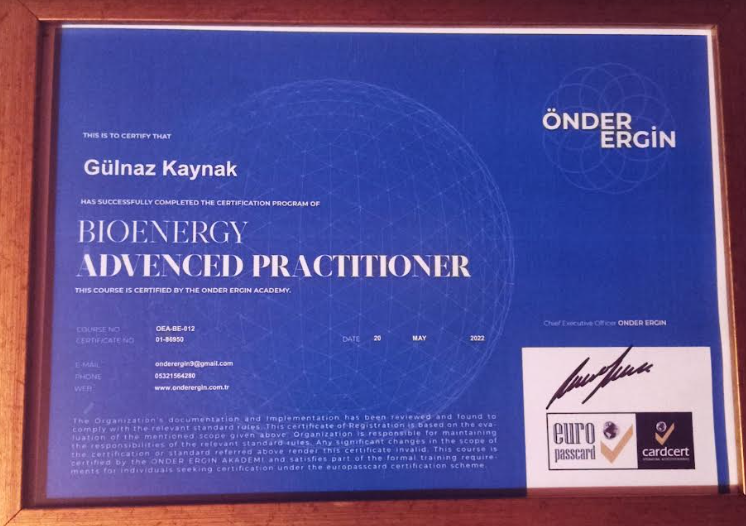 ÖNDER
ERGİN
THIS IS TO CERTIFY THAT
Gülnaz Kaynak
HAS SUCCESSFULLY COMPLETED THE CERTIFICATION PROGRAM OF
BIOENERGY
ADVENCED PRACTITIONER
THIS COURSE IS CERTIFIED BY THE ONDER ERGIN ACADEMY.
COURSE NO OEA-BE-012
CERTIFICATE NO 01-86950
DATE 20 MAY 2022
E-MAIL onderergin9@gmail.com
PHONE 05321564280
WEB www.onderergin.com.tr
Chief Executive Officer ONDER ERGIN
The Organization's documentation and implementation has been reviewed and found to
comply with the relevant standard rules. This certificate of Registration is based on the eva-
luation of the mentioned scope given above. Organization is responsible for maintaining
the responsibilities of the relevant standard rules. Any significant changes in the scope of
the certification or standard referred above render this certificate invalid. This course is
certified by the ONDER ERGIN AKADEMI and satisfies part of the formal training require-
ments for individuals seeking certification under the europasscard certification scheme.
euro
passcard
cardcert